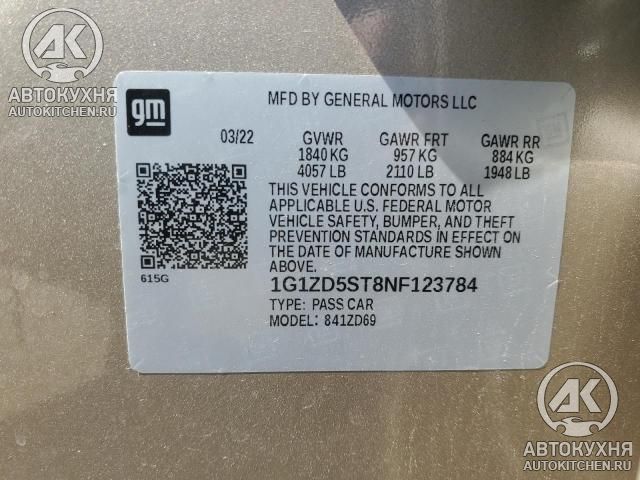 АВТОКУХНЯ
AUTOKITCHEN.RU
gm
MFD BY GENERAL MOTORS LLC
03/22 GVWR GAWR FRT GAWR RR
1840 KG 957 KG 884 KG
4057 LB 2110 LB 1948 LB
THIS VEHICLE CONFORMS TO ALL
APPLICABLE U.S. FEDERAL MOTOR
VEHICLE SAFETY, BUMPER, AND THEFT
PREVENTION STANDARDS IN EFFECT ON
THE DATE OF MANUFACTURE SHOWN
ABOVE.
615G
1G1ZD5ST8NF123784
TYPE: PASS CAR
MODEL: 841ZD69
АК
АВТОКУХНЯ
AUTOKITCHEN.RU